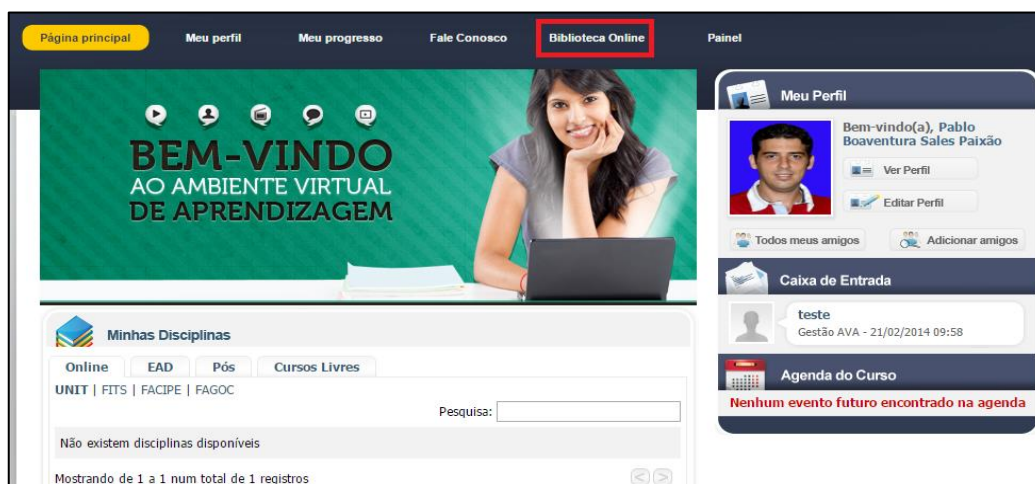 Página principal
Meu perfil
Meu progresso
Fale Conosco
Biblioteca Online
Painel
BEM-VINDO
AO AMBIENTE VIRTUAL
DE APRENDIZAGEM
Meu Perfil
Bem-vindo(a), Pablo
Boaventura Sales Paixão
Ver Perfil
Editar Perfil
Todos meus amigos
Adicionar amigos
Caixa de Entrada
teste
Gestão AVA - 21/02/2014 09:58
Agenda do Curso
Nenhum evento futuro encontrado na agenda
Minhas Disciplinas
Online
EAD
Pós
Cursos Livres
UNIT | FITS | FACIPE | FAGOC
Pesquisa:
Não existem disciplinas disponíveis
Mostrando de 1 a 1 num total de 1 registros